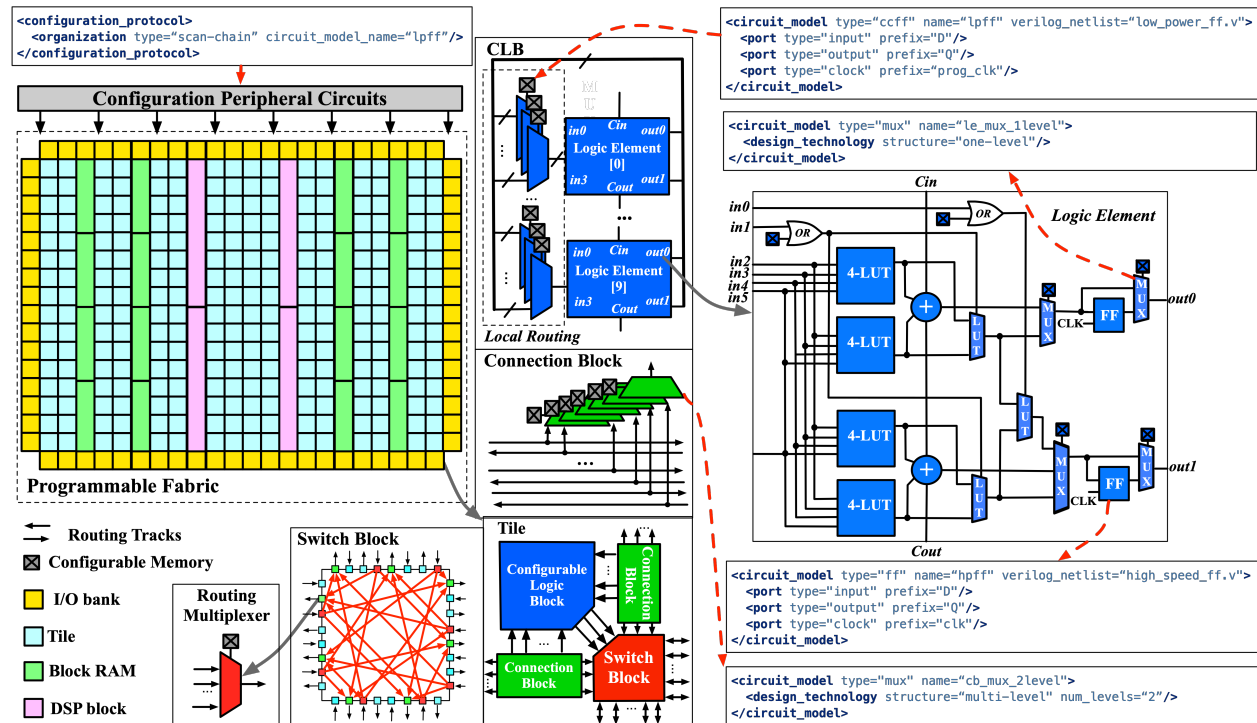 <configuration_protocol>
<organization type=“scan-chain” circuit_model_name=“lpff”/>
</configuration_protocol>
Configuration Peripheral Circuits
Programmable Fabric
Routing Tracks
Configurable Memory
I/O bank
Tile
Block RAM
DSP block
Routing
Multiplexer
...
Switch Block
CLB
MU
in0
Cin
out0
Logic Element
[0]
in3
Cout
out1
...
...
in0
Cin
out0
Logic Element
[9]
in3
Cout
out1
Local Routing
Connection Block
...
Tile
Configurable
Logic
Block
Connection
Block
Connection
Block
Switch
Block
<circuit_model type="ccff" name="lpff" verilog_netlist="low_power_ff.v">
<port type="input" prefix="D"/>
<port type="output" prefix="Q"/>
<port type="clock" prefix=“prog_clk”/>
</circuit_model>
<circuit_model type="mux" name=“le_mux_1level">
<design_technology structure=“one-level"/>
</circuit_model>
Cin
Logic Element
in0
in1
in2
in3
in4
in5
OR
OR
4-LUT
4-LUT
4-LUT
4-LUT
+
+
LUT
LUT
LUT
MUX
MUX
MUX
MUX
CLK
FF
CLK
FF
out0
out1
Cout
<circuit_model type="ff" name=“hpff" verilog_netlist=“high_speed_ff.v">
<port type="input" prefix="D"/>
<port type="output" prefix="Q"/>
<port type="clock" prefix="clk"/>
</circuit_model>
<circuit_model type="mux" name=“cb_mux_2level">
<design_technology structure=“multi-level" num_levels=“2”/>
</circuit_model>